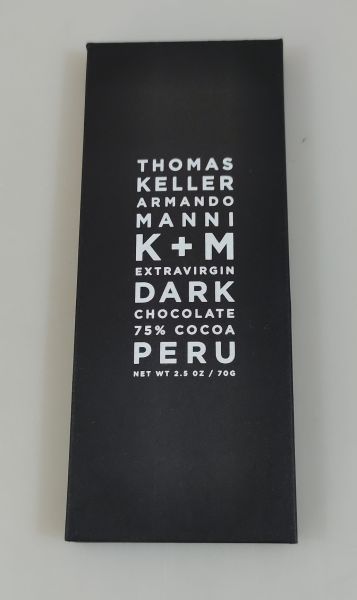 THOMAS
KELLER
ARMANDO
MANNI
K + M
EXTRAVIRGIN
DARK
CHOCOLATE
75% COCOA
PERU
NET WT 2.5 OZ / 70G